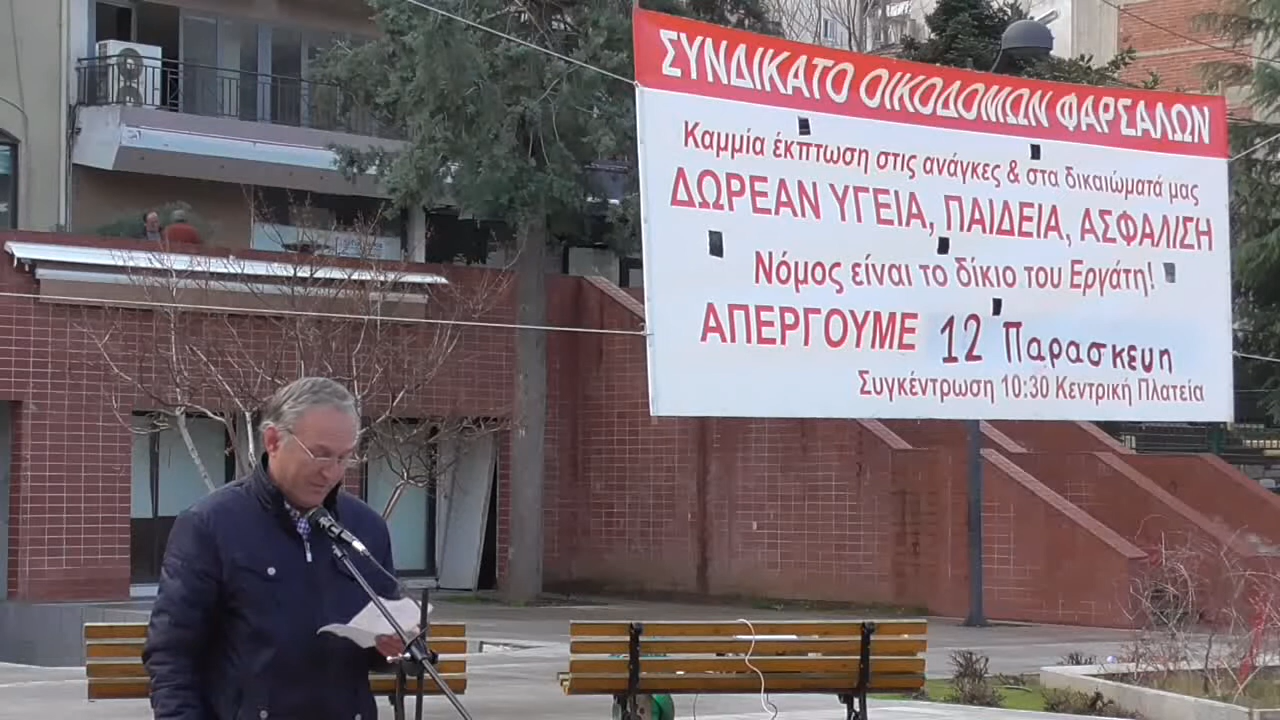 ΣΥΝΔΙΚΑΤΟ ΟΙΚΟΔΟΜΩΝ ΦΑΡΣΑΛΩΝ
Καμμία έκπτωση στις ανάγκες & στα δικαιώματά μας
ΔΩΡΕΑΝ ΥΓΕΙΑ, ΠΑΙΔΕΙΑ, ΑΣΦΑΛΙΣΗ
Νόμος είναι το δίκιο του Εργάτη!
ΑΠΕΡΓΟΥΜΕ 12 Παρασκευη
Συγκέντρωση 10:30 Κεντρική Πλατεία